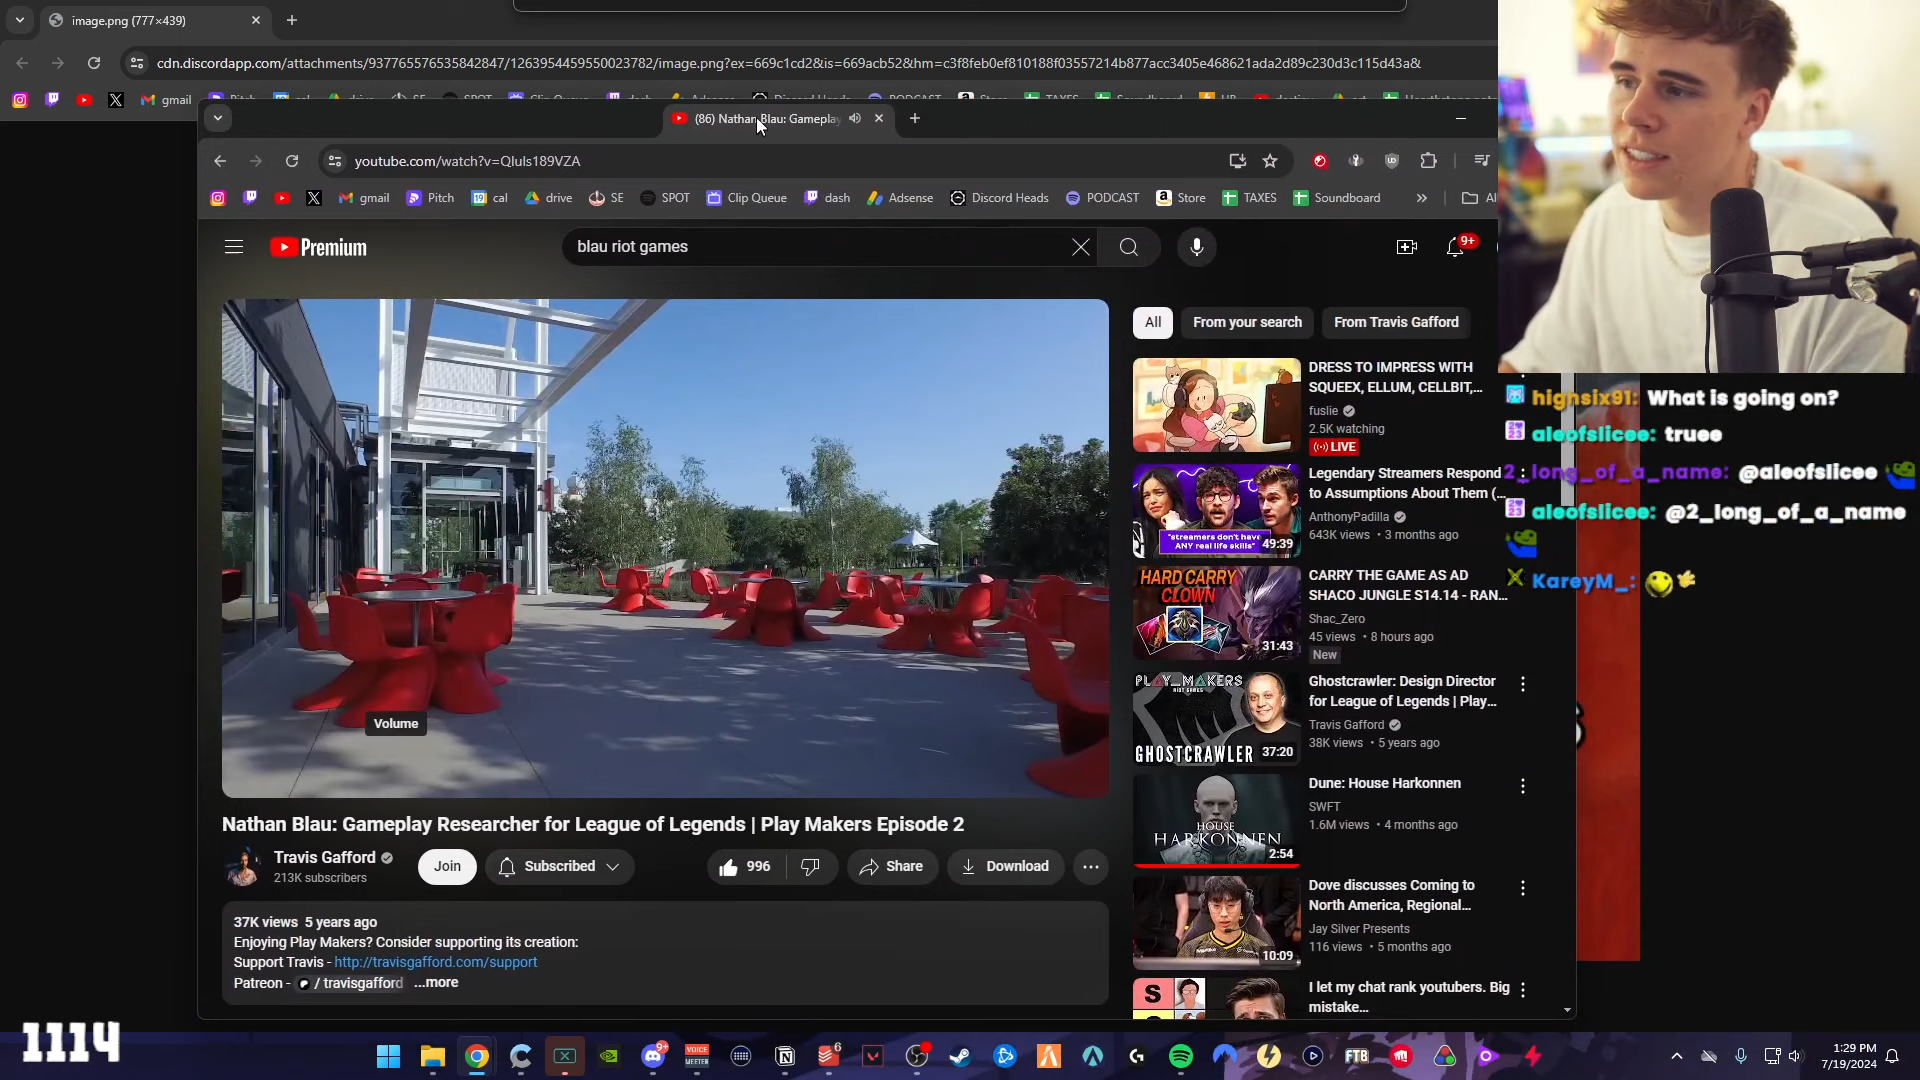 image.png (777×439)
cdn.discordapp.com/attachments/937765576535842847/1263954459550023782/image.png?ex=669c1cd2&is=669acb52&hm=c3f8feb0ef810188f03557214b877acc3405e468621ada2d89c230d3c115d43a&
gmail
(86) Nathan Blau: Gameplay
youtube.com/watch?v=Qluls189VZA
gmail Pitch cal drive SE SPOT Clip Queue dash Adsense Discord Heads PODCAST Store TAXES Soundboard » Al
Premium
blau riot games
9+
All From your search From Travis Gafford
DRESS TO IMPRESS WITH
SQUEEX, ELLUM, CELLBIT,...
fuslie
2.5K watching
LIVE
"streamers don't have
ANY real life skills"
49:39
Legendary Streamers Respond
to Assumptions About Them (...
AnthonyPadilla
643K views • 3 months ago
HARD CARRY
CLOWN
31:43
CARRY THE GAME AS AD
SHACO JUNGLE S14.14 - RAN...
Shac_Zero
45 views • 8 hours ago
New
PLAY_MAKERS
RIOT GAMES
GHOSTCRAWLER
37:20
Ghostcrawler: Design Director
for League of Legends | Play...
Travis Gafford
38K views • 5 years ago
HOUSE
HARKONNEN
2:54
Dune: House Harkonnen
SWFT
1.6M views • 4 months ago
10:09
Dove discusses Coming to
North America, Regional...
Jay Silver Presents
116 views • 5 months ago
S
I let my chat rank youtubers. Big
mistake...
Volume
Nathan Blau: Gameplay Researcher for League of Legends | Play Makers Episode 2
Travis Gafford
213K subscribers
Join Subscribed 996 Share Download ...
37K views 5 years ago
Enjoying Play Makers? Consider supporting its creation:
Support Travis - http://travisgafford.com/support
Patreon - / travisgafford ...more
highsix91: What is going on?
aleofslicee: truee
2_long_of_a_name: @aleofslicee
aleofslicee: @2_long_of_a_name
KareyM_:
1114
9+
VOICE
MEETER
6
FTB
1:29 PM
7/19/2024